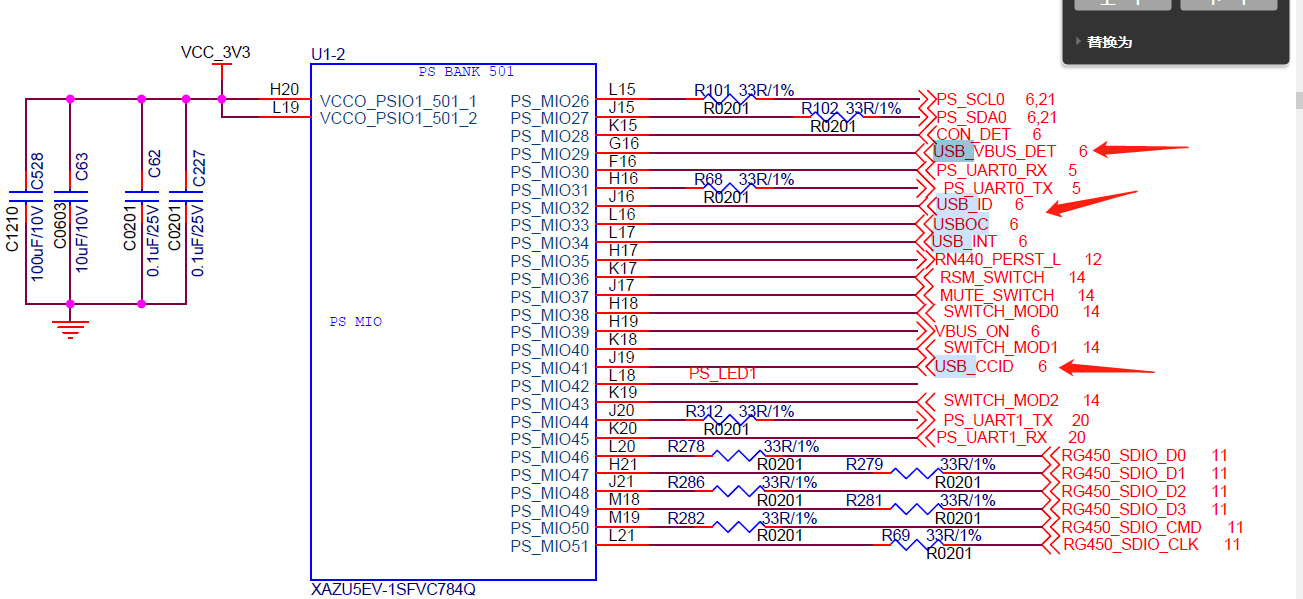 替换为
VCC_3V3
U1-2
PS BANK 501
H20
L19
VCCO_PSIO1_501_1
VCCO_PSIO1_501_2
C528
C63
C62
C227
C1210
100uF/10V
C0603
10uF/10V
C0201
0.1uF/25V
C0201
0.1uF/25V
PS MIO
PS_MIO26 L15 R101 33R/1% R0201 PS_SCL0 6,21
PS_MIO27 J15 R102 33R/1% R0201 PS_SDA0 6,21
PS_MIO28 K15 CON_DET 6
PS_MIO29 G16 USB_VBUS_DET 6
PS_MIO30 F16 PS_UART0_RX 5
PS_MIO31 H16 R68 33R/1% R0201 PS_UART0_TX 5
PS_MIO32 J16 USB_ID 6
PS_MIO33 L16 USBOC 6
PS_MIO34 L17 USB_INT 6
PS_MIO35 H17 RN440_PERST_L 12
PS_MIO36 K17 RSM_SWITCH 14
PS_MIO37 J17 MUTE_SWITCH 14
PS_MIO38 H18 SWITCH_MOD0 14
PS_MIO39 H19 VBUS_ON 6
PS_MIO40 K18 SWITCH_MOD1 14
PS_MIO41 J19 USB_CCID 6
PS_MIO42 L18 PS_LED1
PS_MIO43 K19 SWITCH_MOD2 14
PS_MIO44 J20 R312 33R/1% R0201 PS_UART1_TX 20
PS_MIO45 K20 PS_UART1_RX 20
PS_MIO46 L20 R278 33R/1% R0201 RG450_SDIO_D0 11
PS_MIO47 H21 R279 33R/1% R0201 RG450_SDIO_D1 11
PS_MIO48 J21 R286 33R/1% R0201 RG450_SDIO_D2 11
PS_MIO49 M18 R281 33R/1% R0201 RG450_SDIO_D3 11
PS_MIO50 M19 R282 33R/1% R0201 RG450_SDIO_CMD 11
PS_MIO51 L21 R69 33R/1% R0201 RG450_SDIO_CLK 11
XAZU5EV-1SFVC784Q